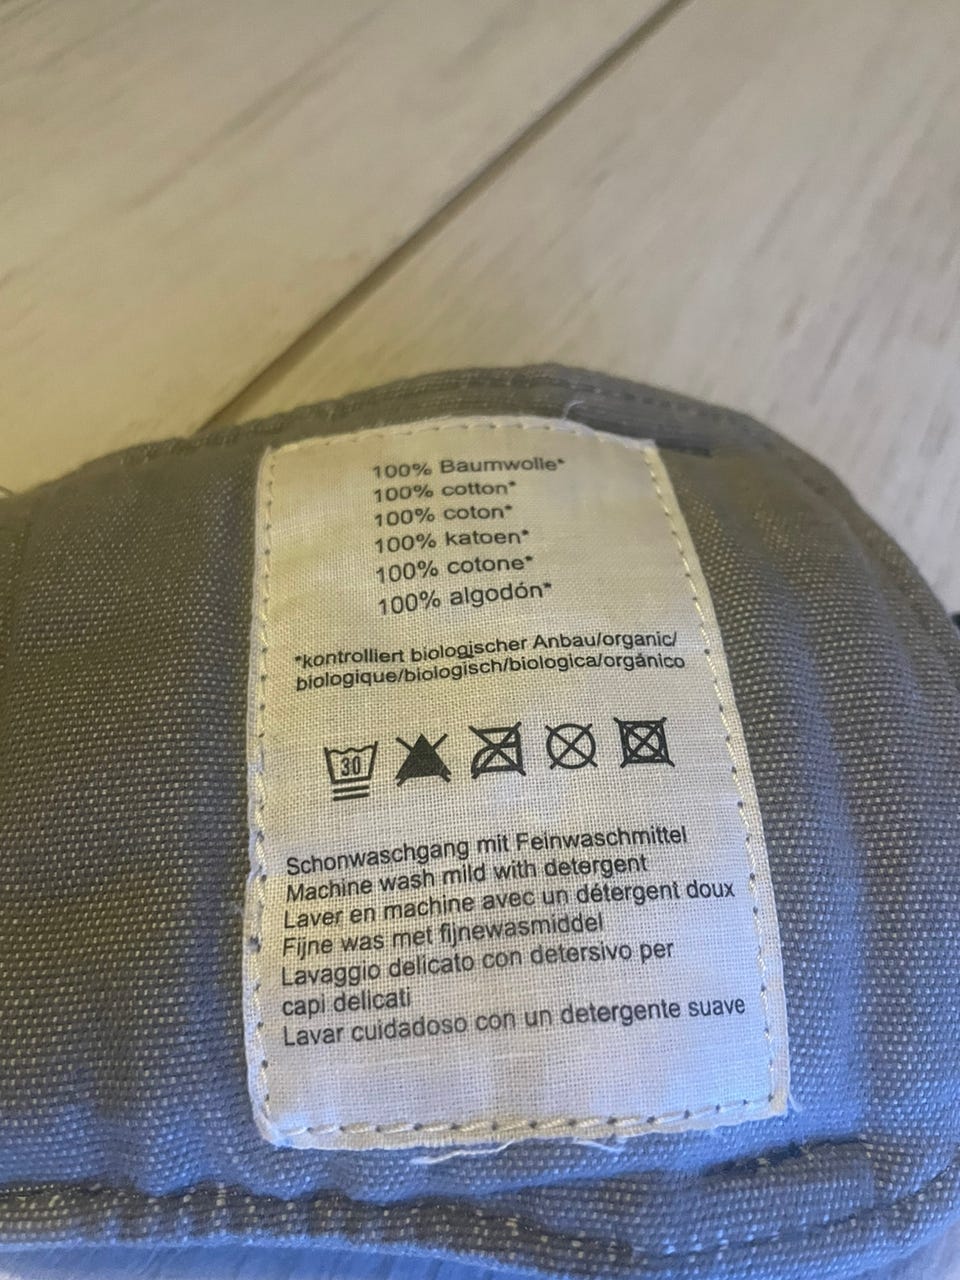 100% Baumwolle*
100% cotton*
100% coton*
100% katoen*
100% cotone*
100% algodón*
*kontrolliert biologischer Anbau/organic/
biologique/biologisch/biologica/orgánico
30
Schonwaschgang mit Feinwaschmittel
Machine wash mild with detergent
Laver en machine avec un détergent doux
Fijne was met fijnewasmiddel
Lavaggio delicato con detersivo per
capi delicati
Lavar cuidadoso con un detergente suave